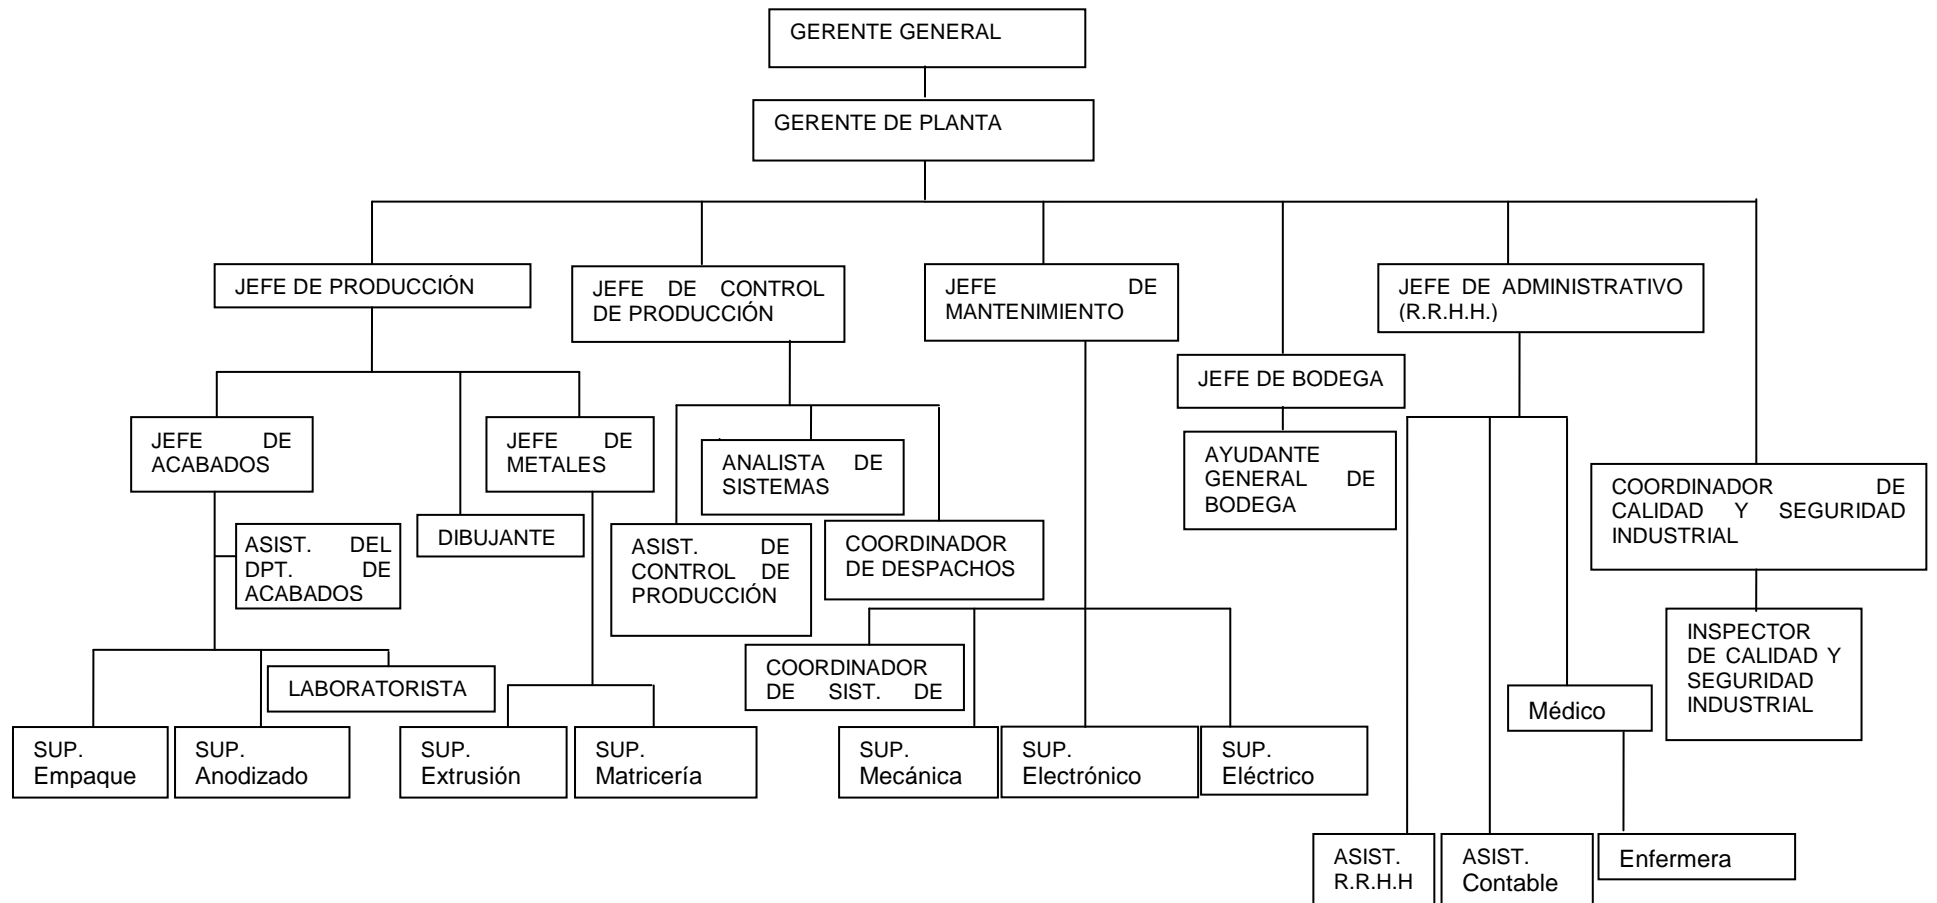 GERENTE GENERAL
GERENTE DE PLANTA
JEFE DE PRODUCCIÓN
JEFE DE CONTROL
DE PRODUCCIÓN
JEFE DE
MANTENIMIENTO
JEFE DE ADMINISTRATIVO
(R.R.H.H.)
JEFE DE BODEGA
JEFE DE
ACABADOS
JEFE DE
METALES
ANALISTA DE
SISTEMAS
AYUDANTE
GENERAL DE
BODEGA
COORDINADOR DE
CALIDAD Y SEGURIDAD
INDUSTRIAL
ASIST. DEL
DPT. DE
ACABADOS
DIBUJANTE
ASIST. DE
CONTROL DE
PRODUCCIÓN
COORDINADOR
DE DESPACHOS
INSPECTOR
DE CALIDAD Y
SEGURIDAD
INDUSTRIAL
LABORATORISTA
COORDINADOR
DE SIST. DE
Médico
SUP.
Empaque
SUP.
Anodizado
SUP.
Extrusión
SUP.
Matricería
SUP.
Mecánica
SUP.
Electrónico
SUP.
Eléctrico
ASIST.
R.R.H.H
ASIST.
Contable
Enfermera